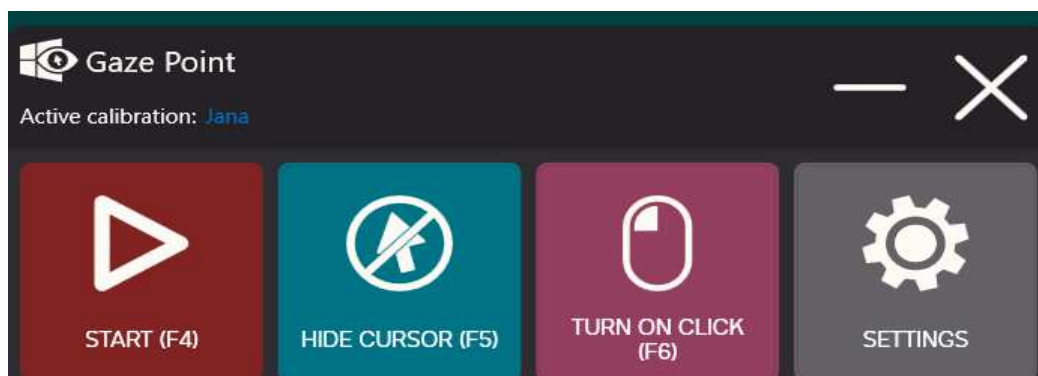 Gaze Point
Active calibration: Jana
START (F4)
HIDE CURSOR (F5)
TURN ON CLICK
(F6)
SETTINGS